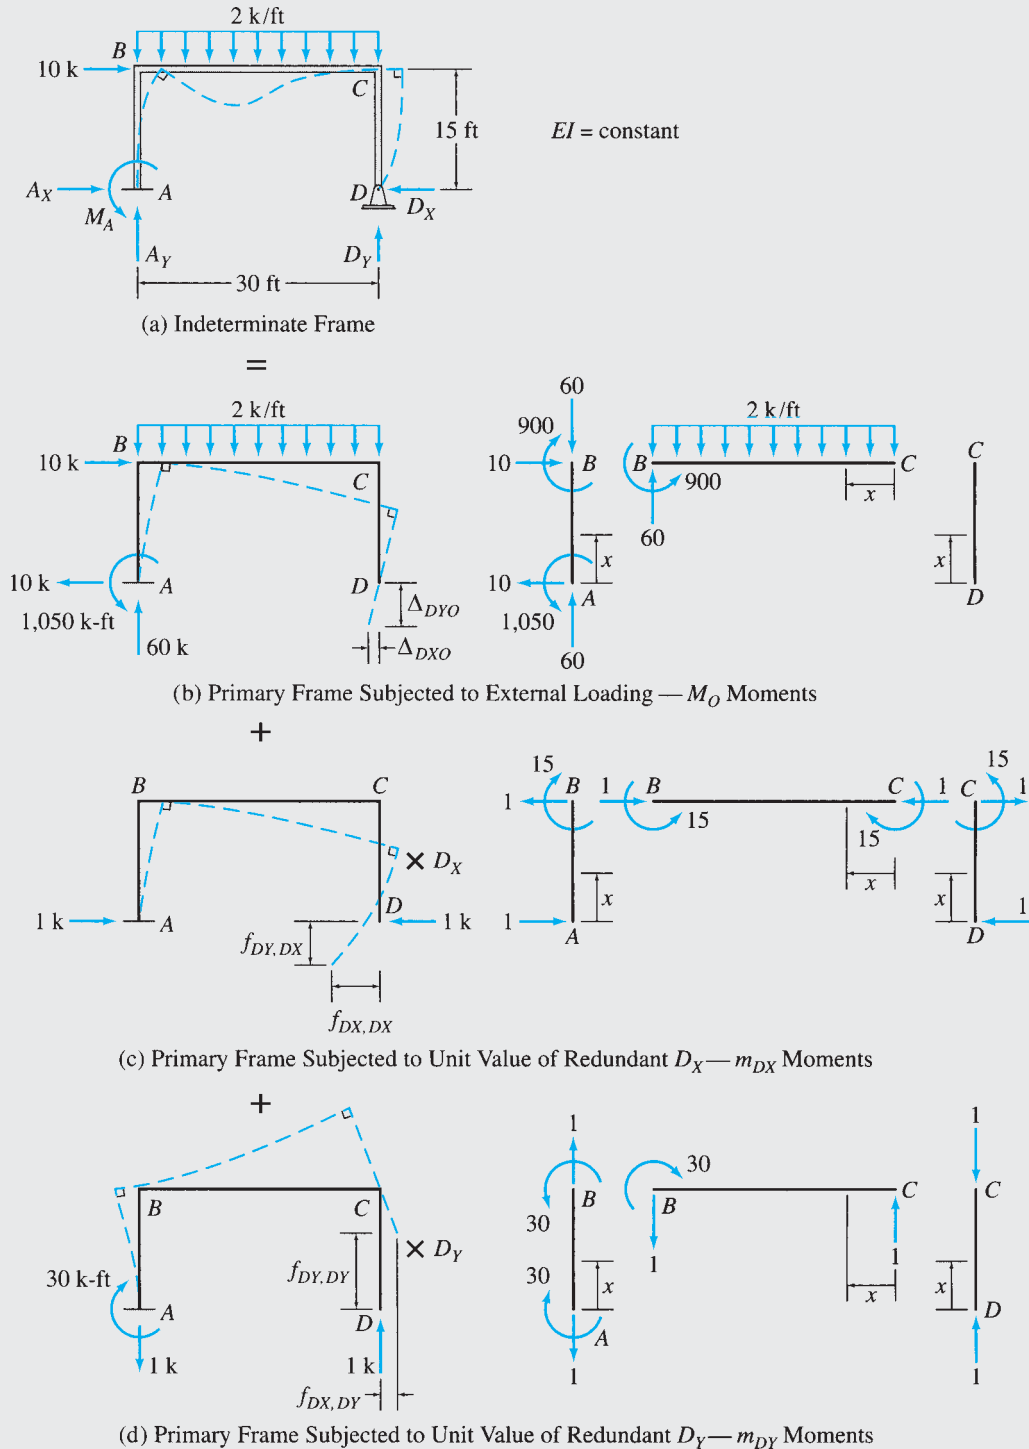 2 k/ft
B
10 k
C
15 ft
EI = constant
A_X
A
D
D_X
M_A
A_Y
D_Y
30 ft
(a) Indeterminate Frame
=
60
2 k/ft
900
2 k/ft
B
10 k
C
10
B
B
900
C
C
x
60
10 k
A
D
Δ_DYO
10
x
A
x
D
1,050 k-ft
60 k
Δ_DXO
1,050
60
(b) Primary Frame Subjected to External Loading — M_O Moments
+
B
C
15
B
1
1
B
15
C
1
C
15
1
15
× D_X
x
x
x
1 k
A
D
1 k
1
A
D
1
f_DY,DX
f_DX,DX
(c) Primary Frame Subjected to Unit Value of Redundant D_X — m_DX Moments
+
1
1
30
B
C
B
B
C
C
30
1
1
× D_Y
f_DY,DY
30 k-ft
30
x
x
x
A
D
A
D
1 k
1 k
1
1
f_DX,DY
(d) Primary Frame Subjected to Unit Value of Redundant D_Y — m_DY Moments